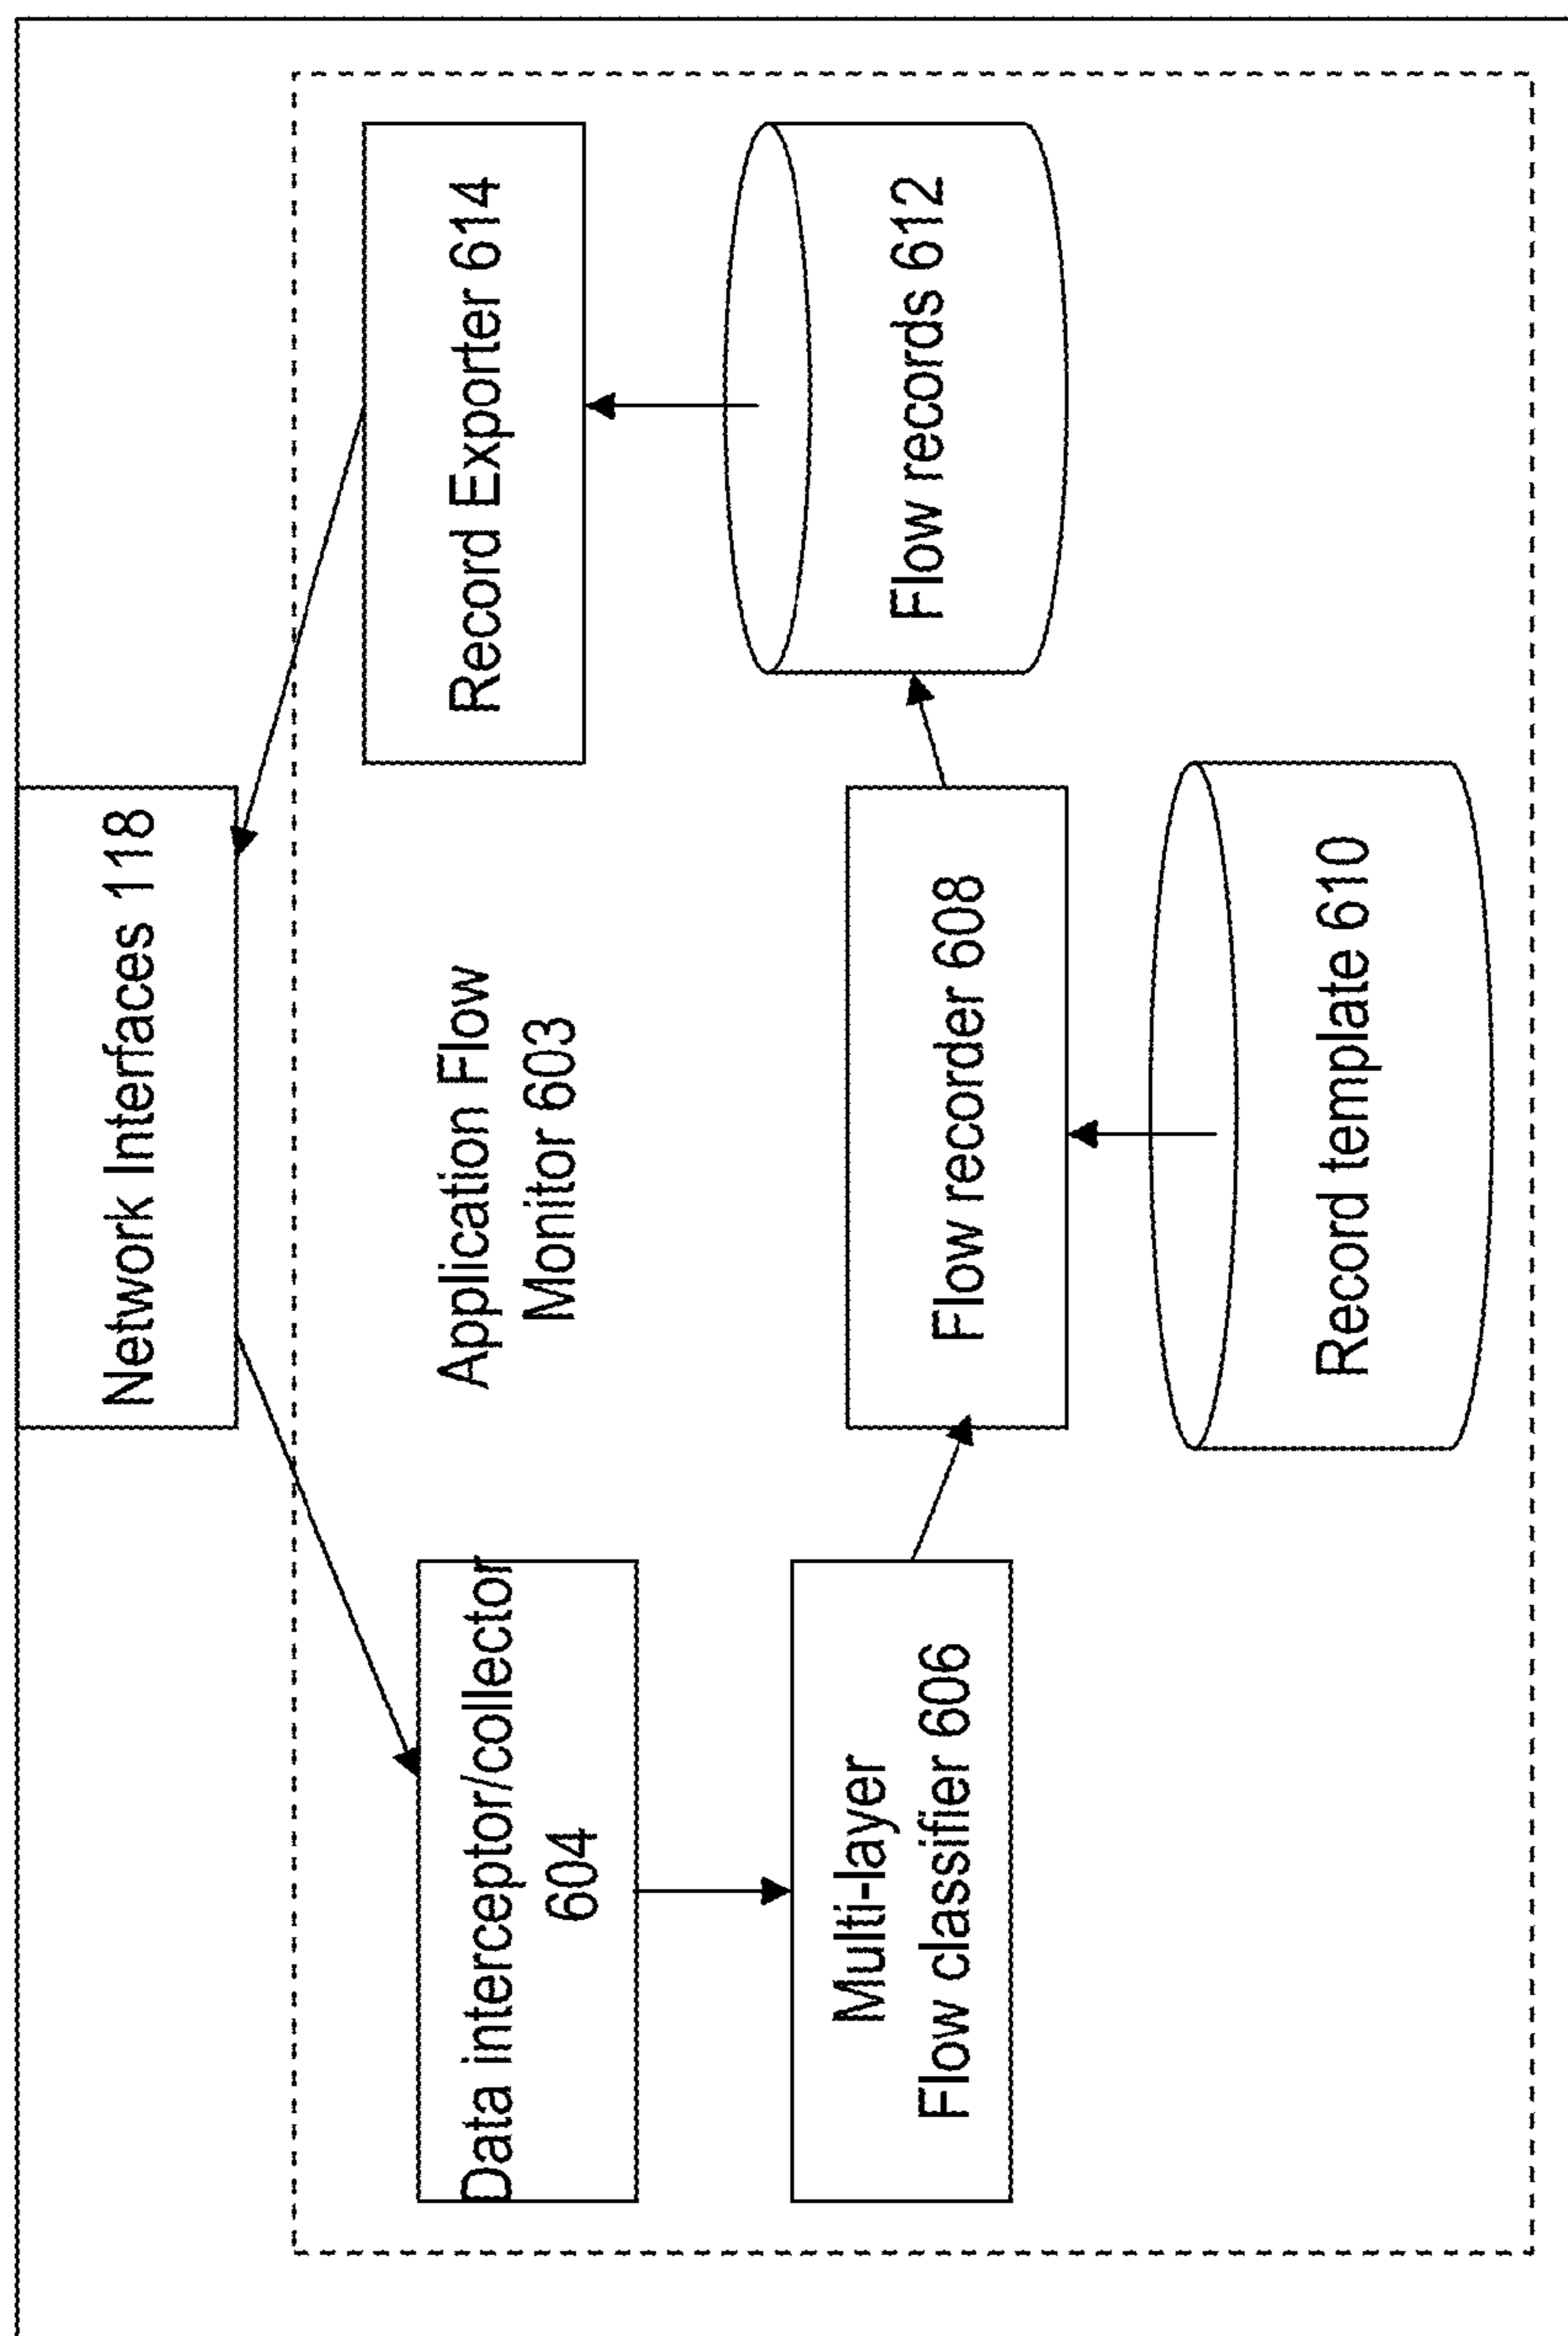 Network Interfaces 118
Application Flow
Monitor 603
Data interceptor/collector
604
Record Exporter 614
Multi-layer
Flow classifier 606
Flow recorder 608
Flow records 612
Record template 610